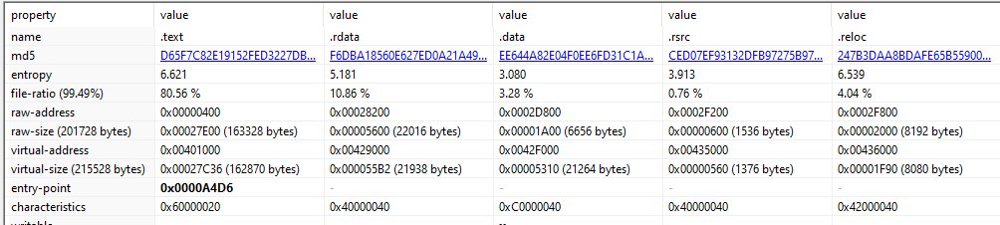 property value value value value value
name .text .rdata .data .rsrc .reloc
md5 D65F7C82E19152FED3227DB... F6DBA18560E627ED0A21A49... EE644A82E04F0EE6FD31C1A... CED07EF93132DFB97275B97... 247B3DAA8BDAFE65B55900...
entropy 6.621 5.181 3.080 3.913 6.539
file-ratio (99.49%) 80.56 % 10.86 % 3.28 % 0.76 % 4.04 %
raw-address 0x00000400 0x00028200 0x0002D800 0x0002F200 0x0002F800
raw-size (201728 bytes) 0x00027E00 (163328 bytes) 0x00005600 (22016 bytes) 0x00001A00 (6656 bytes) 0x00000600 (1536 bytes) 0x00002000 (8192 bytes)
virtual-address 0x00401000 0x00429000 0x0042F000 0x00435000 0x00436000
virtual-size (215528 bytes) 0x00027C36 (162870 bytes) 0x000055B2 (21938 bytes) 0x00005310 (21264 bytes) 0x00000560 (1376 bytes) 0x00001F90 (8080 bytes)
entry-point 0x0000A4D6 - - - -
characteristics 0x60000020 0x40000040 0xC0000040 0x40000040 0x42000040